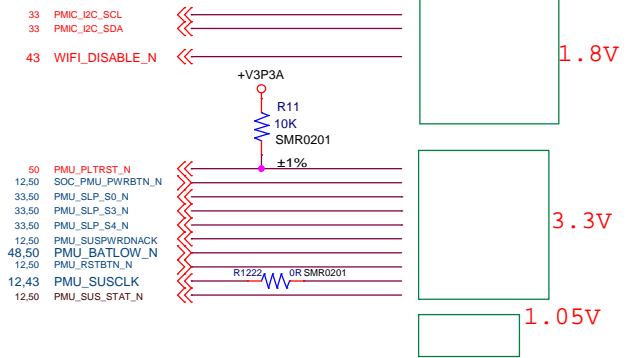 33 PMIC_I2C_SCL
33 PMIC_I2C_SDA
43 WIFI_DISABLE_N
1.8V
+V3P3A
R11
10K
SMR0201
±1%
50 PMU_PLTRST_N
12,50 SOC_PMU_PWRBTN_N
33,50 PMU_SLP_S0_N
33,50 PMU_SLP_S3_N
33,50 PMU_SLP_S4_N
3.3V
12,50 PMU_SUSPWRDNACK
48,50 PMU_BATLOW_N
12,50 PMU_RSTBTN_N
12,43 PMU_SUSCLK R1222 0R SMR0201
12,50 PMU_SUS_STAT_N
1.05V